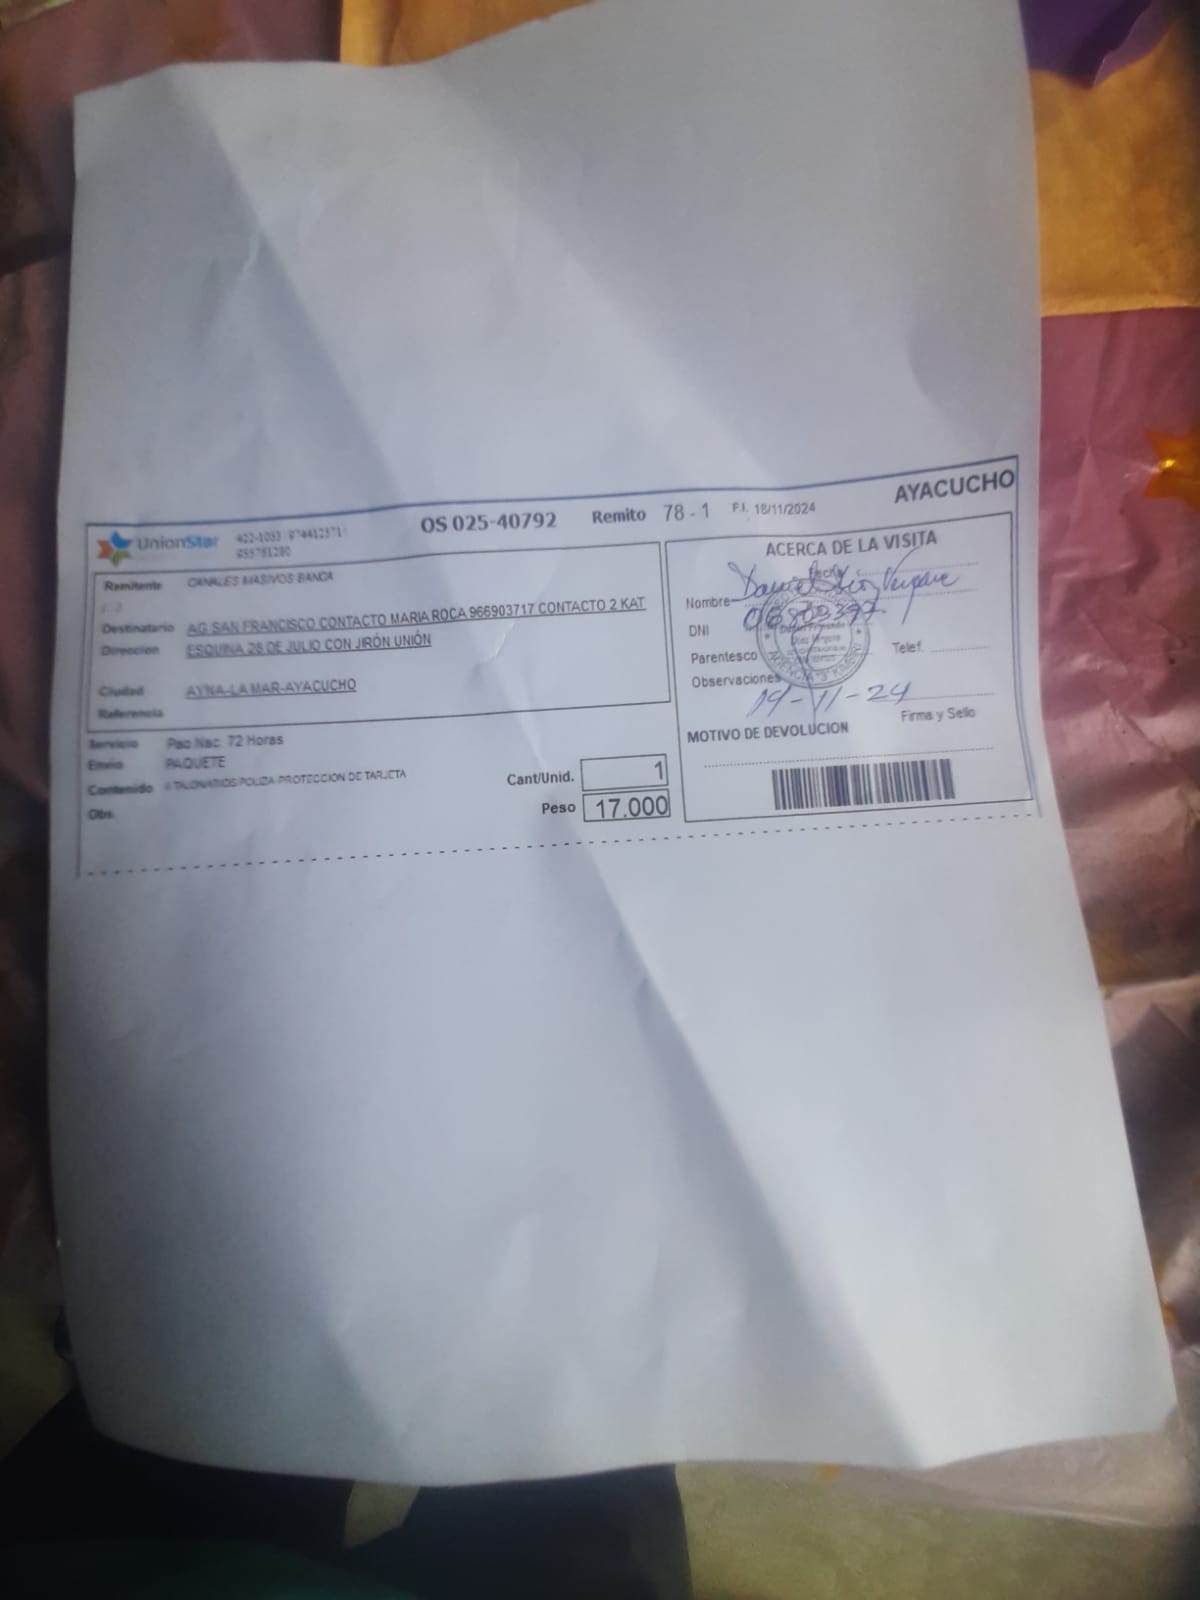 AYACUCHO
UnionStar
OS 025-40792 Remito 78 - 1 F.I. 18/11/2024
Remitente CANALES MASIVOS BANCA
Destinatario AG SAN FRANCISCO CONTACTO MARIA ROCA 966903717 CONTACTO 2 KAT
Direccion ESQUINA 28 DE JULIO CON JIRÓN UNIÓN
Ciudad AYNA-LA MAR-AYACUCHO
Referencia
Servicio Paq.Nac. 72 Horas
Envio PAQUETE
Contenido TALONARIOS POLIZA PROTECCION DE TARJETA
Obs.
Cant/Unid. 1
Peso 17.000
ACERCA DE LA VISITA
Fecha
Nombre Daniel
DNI
Parentesco Telef.
Observaciones
19-11-24
Firma y Sello
MOTIVO DE DEVOLUCION